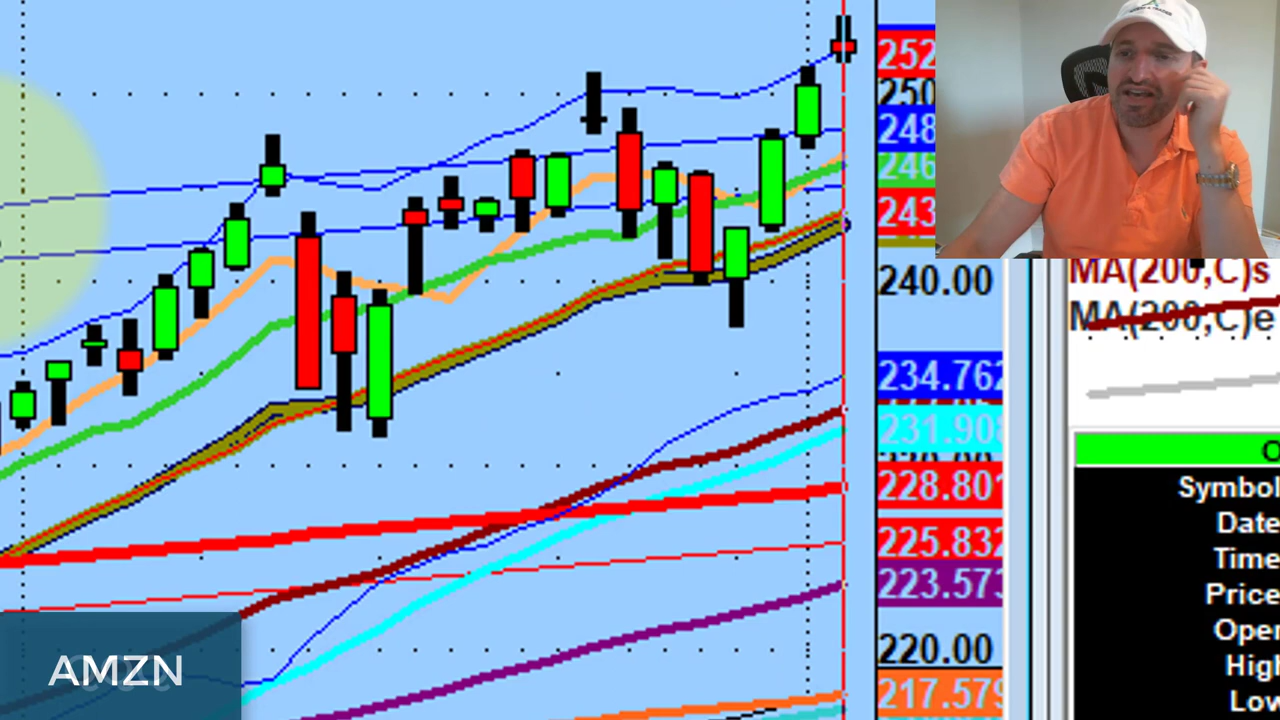 252
250
248
246
243
240.00
234.762
231.908
228.801
225.832
223.573
220.00
217.579
MA(200,C)s
MA(200,C)e
Symbol
Date
Time
Price
Open
High
Low
AMZN